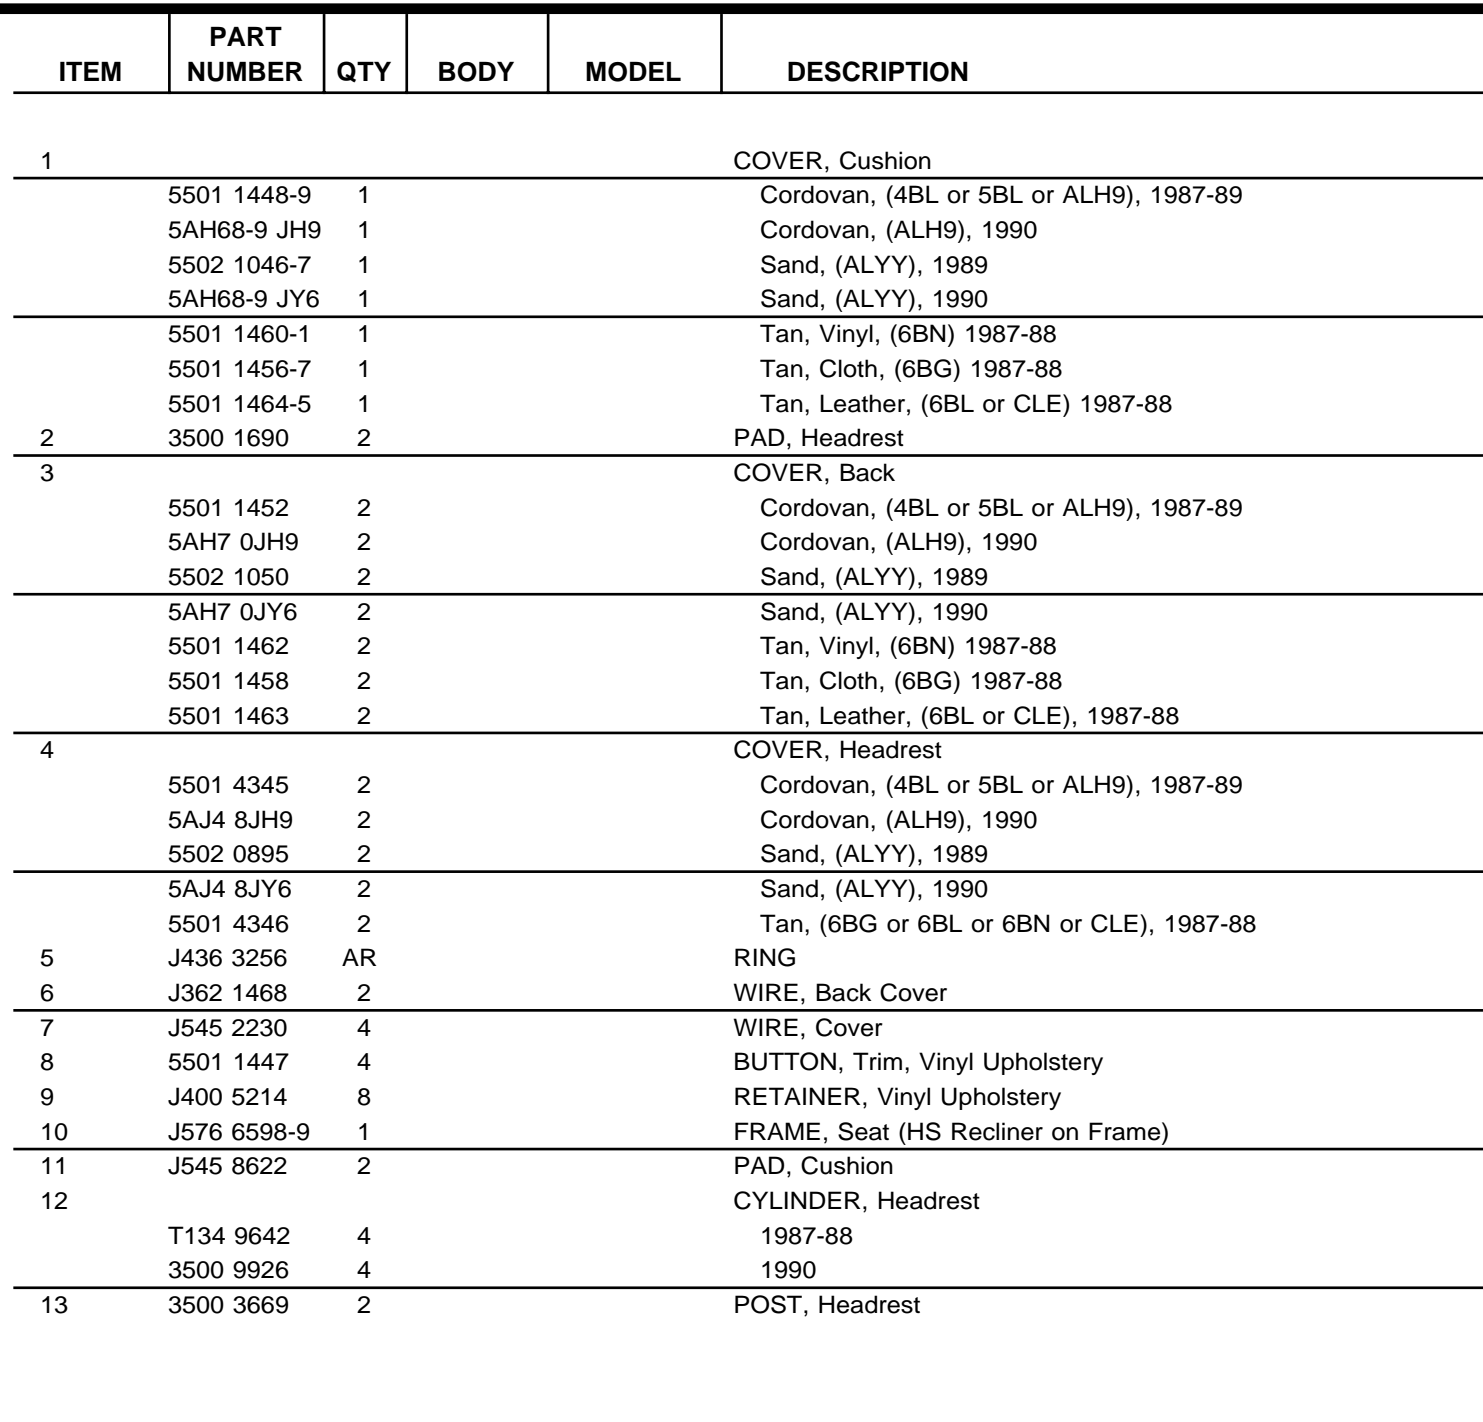 PART
ITEM NUMBER QTY BODY MODEL DESCRIPTION
1 COVER, Cushion
5501 1448-9 1 Cordovan, (4BL or 5BL or ALH9), 1987-89
5AH68-9 JH9 1 Cordovan, (ALH9), 1990
5502 1046-7 1 Sand, (ALYY), 1989
5AH68-9 JY6 1 Sand, (ALYY), 1990
5501 1460-1 1 Tan, Vinyl, (6BN) 1987-88
5501 1456-7 1 Tan, Cloth, (6BG) 1987-88
5501 1464-5 1 Tan, Leather, (6BL or CLE) 1987-88
2 3500 1690 2 PAD, Headrest
3 COVER, Back
5501 1452 2 Cordovan, (4BL or 5BL or ALH9), 1987-89
5AH7 0JH9 2 Cordovan, (ALH9), 1990
5502 1050 2 Sand, (ALYY), 1989
5AH7 0JY6 2 Sand, (ALYY), 1990
5501 1462 2 Tan, Vinyl, (6BN) 1987-88
5501 1458 2 Tan, Cloth, (6BG) 1987-88
5501 1463 2 Tan, Leather, (6BL or CLE), 1987-88
4 COVER, Headrest
5501 4345 2 Cordovan, (4BL or 5BL or ALH9), 1987-89
5AJ4 8JH9 2 Cordovan, (ALH9), 1990
5502 0895 2 Sand, (ALYY), 1989
5AJ4 8JY6 2 Sand, (ALYY), 1990
5501 4346 2 Tan, (6BG or 6BL or 6BN or CLE), 1987-88
5 J436 3256 AR RING
6 J362 1468 2 WIRE, Back Cover
7 J545 2230 4 WIRE, Cover
8 5501 1447 4 BUTTON, Trim, Vinyl Upholstery
9 J400 5214 8 RETAINER, Vinyl Upholstery
10 J576 6598-9 1 FRAME, Seat (HS Recliner on Frame)
11 J545 8622 2 PAD, Cushion
12 CYLINDER, Headrest
T134 9642 4 1987-88
3500 9926 4 1990
13 3500 3669 2 POST, Headrest